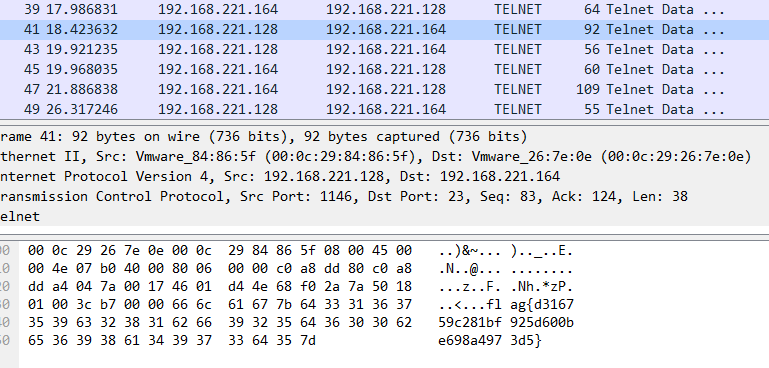 39 17.986831 192.168.221.164 192.168.221.128 TELNET 64 Telnet Data ...
41 18.423632 192.168.221.128 192.168.221.164 TELNET 92 Telnet Data ...
43 19.921235 192.168.221.128 192.168.221.164 TELNET 56 Telnet Data ...
45 19.968035 192.168.221.164 192.168.221.128 TELNET 60 Telnet Data ...
47 21.886838 192.168.221.164 192.168.221.128 TELNET 109 Telnet Data ...
49 26.317246 192.168.221.128 192.168.221.164 TELNET 55 Telnet Data ...
rame 41: 92 bytes on wire (736 bits), 92 bytes captured (736 bits)
thernet II, Src: Vmware_84:86:5f (00:0c:29:84:86:5f), Dst: Vmware_26:7e:0e (00:0c:29:26:7e:0e)
nternet Protocol Version 4, Src: 192.168.221.128, Dst: 192.168.221.164
ransmission Control Protocol, Src Port: 1146, Dst Port: 23, Seq: 83, Ack: 124, Len: 38
elnet
00 00 0c 29 26 7e 0e 00 0c 29 84 86 5f 08 00 45 00 ..)&~... ).._..E.
10 00 4e 07 b0 40 00 80 06 00 00 c0 a8 dd 80 c0 a8 .N..@... ........
20 dd a4 04 7a 00 17 46 01 d4 4e 68 f0 2a 7a 50 18 ...z..F. .Nh.*zP.
30 01 00 3c b7 00 00 66 6c 61 67 7b 64 33 31 36 37 ..<...fl ag{d3167
40 35 39 63 32 38 31 62 66 39 32 35 64 36 30 30 62 59c281bf 925d600b
50 65 36 39 38 61 34 39 37 33 64 35 7d e698a497 3d5}